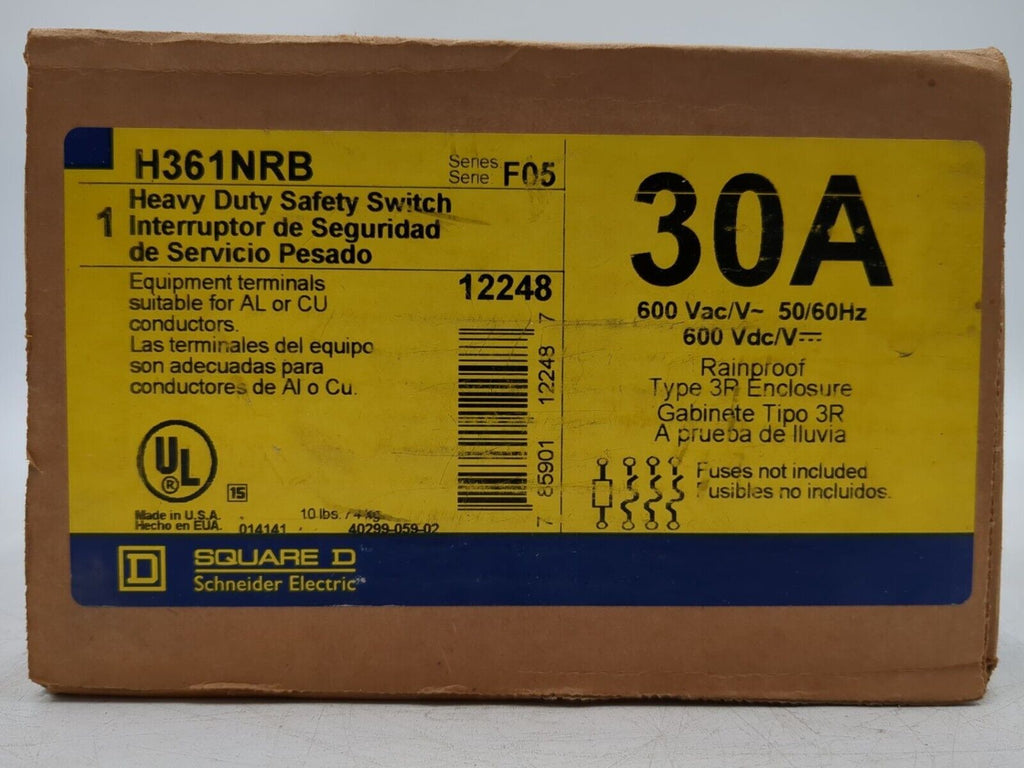 H361NRB
Series
Serie F05
1
Heavy Duty Safety Switch
Interruptor de Seguridad
de Servicio Pesado
Equipment terminals
suitable for AL or CU
conductors.
Las terminales del equipo
son adecuadas para
conductores de Al o Cu.
12248
7 85901 12248 7
UL
®
15
Made in U.S.A.
Hecho en EUA.
014141
10 lbs. / 4 kg
40299-059-02
30A
600 Vac/V~ 50/60Hz
600 Vdc/V⎓
Rainproof
Type 3R Enclosure
Gabinete Tipo 3R
A prueba de lluvia
Fuses not included
Fusibles no incluidos.
D
SQUARE D
Schneider Electric